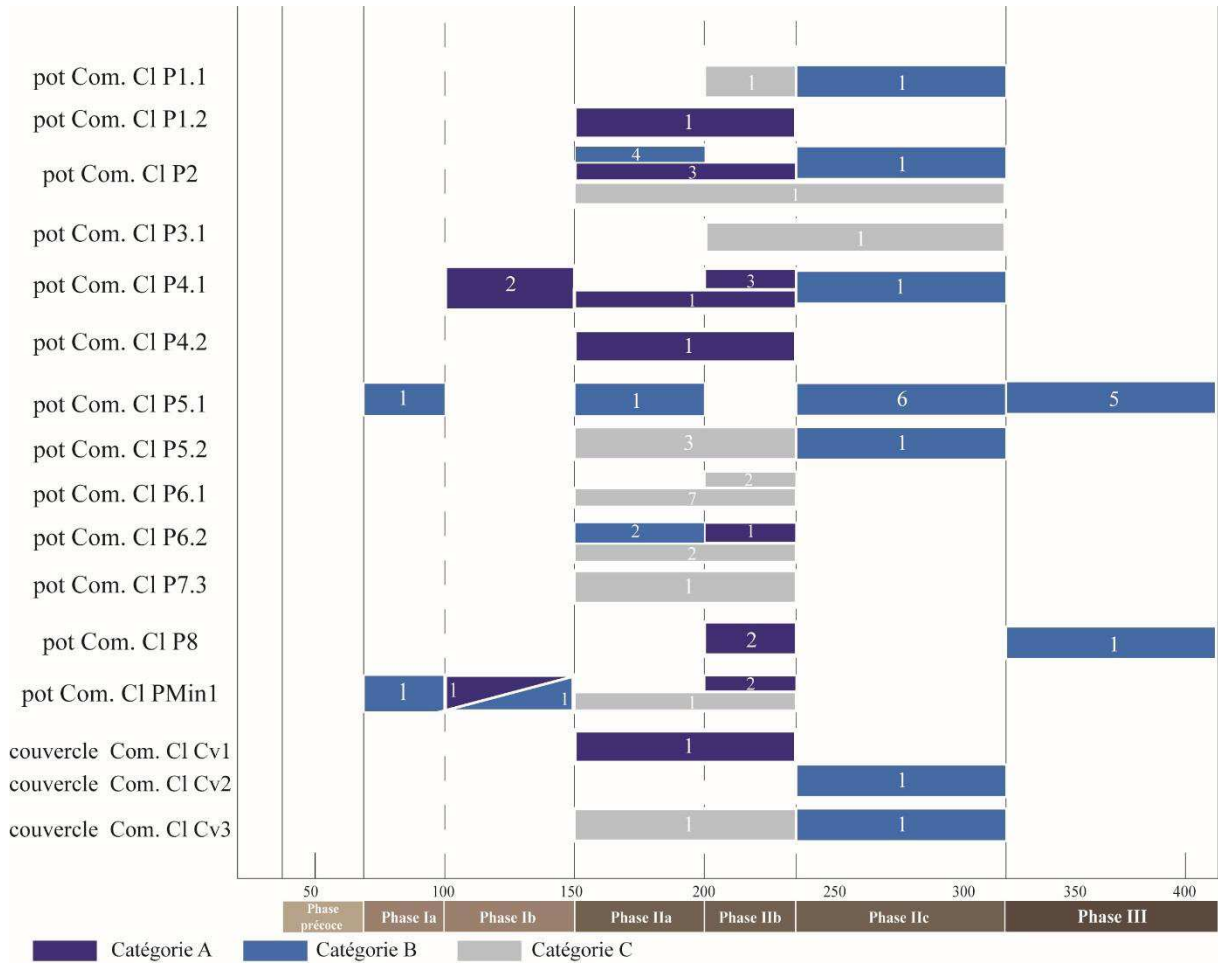 pot Com. Cl P1.1 1 1
pot Com. Cl P1.2 1
pot Com. Cl P2 4 3 1 1
pot Com. Cl P3.1 1
pot Com. Cl P4.1 2 3 1 1
pot Com. Cl P4.2 1
pot Com. Cl P5.1 1 1 6 5
pot Com. Cl P5.2 3 1
pot Com. Cl P6.1 2 7
pot Com. Cl P6.2 2 1 2
pot Com. Cl P7.3 1
pot Com. Cl P8 2 1
pot Com. Cl PMin1 1 1 1 2 1
couvercle Com. Cl Cv1 1
couvercle Com. Cl Cv2 1
couvercle Com. Cl Cv3 1 1
50 100 150 200 250 300 350 400
Phase précoce Phase Ia Phase Ib Phase IIa Phase IIb Phase IIc Phase III
Catégorie A Catégorie B Catégorie C